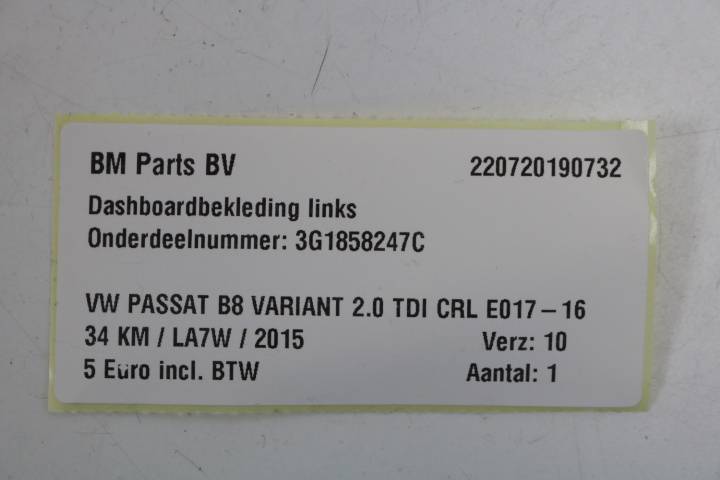 BM Parts BV 220720190732
Dashboardbekleding links
Onderdeelnummer: 3G1858247C
VW PASSAT B8 VARIANT 2.0 TDI CRL E017-16
34 KM / LA7W / 2015 Verz: 10
5 Euro incl. BTW Aantal: 1